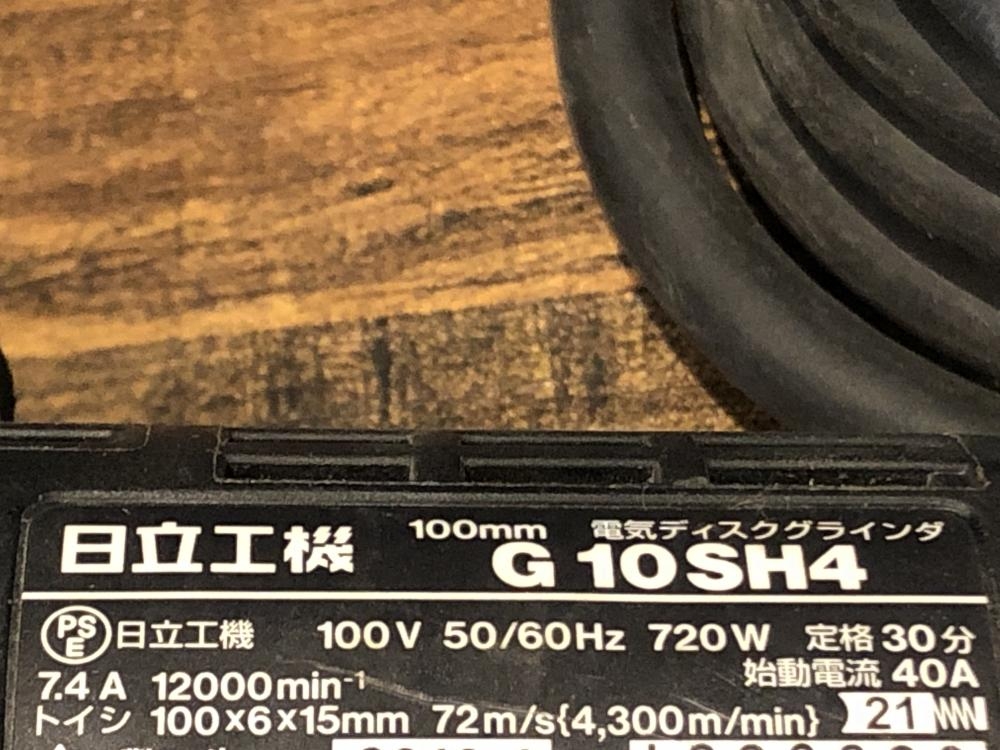 日立工機 100mm 電気ディスクグラインダ
G 10SH4
PSE 日立工機 100V 50/60Hz 720W 定格30分
始動電流 40A
7.4A 12000min⁻¹
トイシ 100×6×15mm 72m/s{4,300m/min} 21